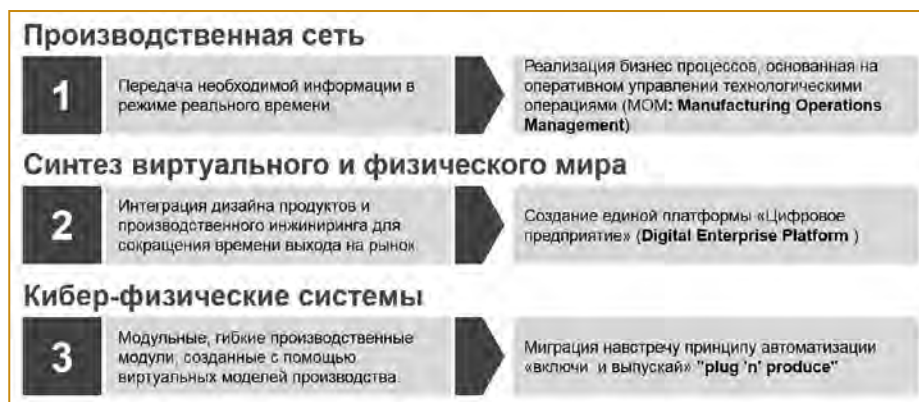 Производственная сеть
1
Передача необходимой информации в
режиме реального времени
Реализация бизнес процессов, основанная на
оперативном управлении технологическими
операциями (МОМ: Manufacturing Operations
Management)
Синтез виртуального и физического мира
2
Интеграция дизайна продуктов и
производственного инжиниринга для
сокращения времени выхода на рынок
Создание единой платформы «Цифровое
предприятие» (Digital Enterprise Platform )
Кибер-физические системы
3
Модульные, гибкие производственные
модули, созданные с помощью
виртуальных моделей производства.
Миграция навстречу принципу автоматизации
«включи и выпускай» "plug 'n' produce"